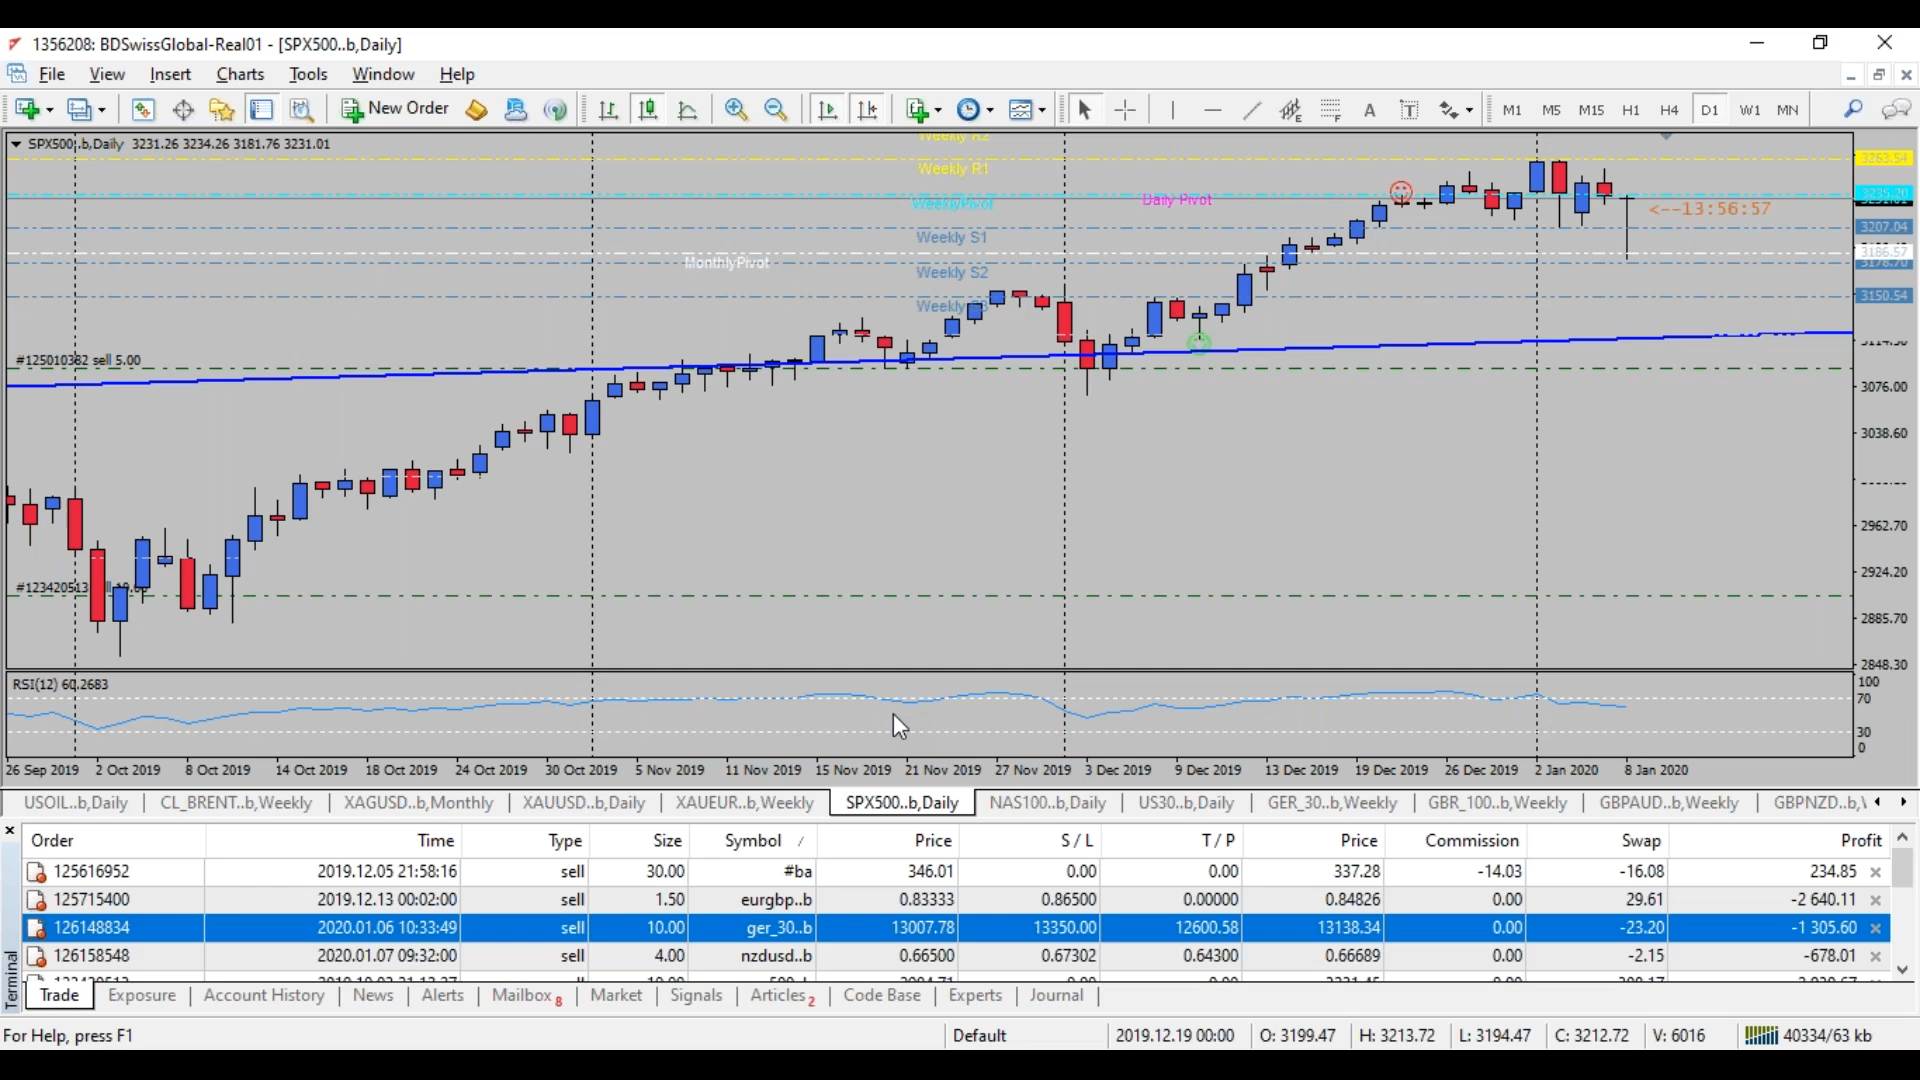 1356208: BDSwissGlobal-Real01 - [SPX500..b,Daily]
File View Insert Charts Tools Window Help
New Order M1 M5 M15 H1 H4 D1 W1 MN
SPX500..b,Daily 3231.26 3234.26 3181.76 3231.01
Weekly R2
Weekly R1
WeeklyPivot
Daily Pivot
<--13:56:57
Weekly S1
MonthlyPivot
Weekly S2
Weekly S3
#125010382 sell 5.00
#123420513
3263.54
3235.70
3207.04
3186.57
3178.70
3150.54
3076.00
3038.60
2962.70
2924.20
2885.70
2848.30
RSI(12) 60.2683
100
70
30
0
26 Sep 2019 2 Oct 2019 8 Oct 2019 14 Oct 2019 18 Oct 2019 24 Oct 2019 30 Oct 2019 5 Nov 2019 11 Nov 2019 15 Nov 2019 21 Nov 2019 27 Nov 2019 3 Dec 2019 9 Dec 2019 13 Dec 2019 19 Dec 2019 26 Dec 2019 2 Jan 2020 8 Jan 2020
USOIL..b,Daily CL_BRENT..b,Weekly XAGUSD..b,Monthly XAUUSD..b,Daily XAUEUR..b,Weekly SPX500..b,Daily NAS100..b,Daily US30..b,Daily GER_30..b,Weekly GBR_100..b,Weekly GBPAUD..b,Weekly GBPNZD..b,
Order Time Type Size Symbol / Price S / L T / P Price Commission Swap Profit
125616952 2019.12.05 21:58:16 sell 30.00 #ba 346.01 0.00 0.00 337.28 -14.03 -16.08 234.85
125715400 2019.12.13 00:02:00 sell 1.50 eurgbp..b 0.83333 0.86500 0.00000 0.84826 0.00 29.61 -2 640.11
126148834 2020.01.06 10:33:49 sell 10.00 ger_30..b 13007.78 13350.00 12600.58 13138.34 0.00 -23.20 -1 305.60
126158548 2020.01.07 09:32:00 sell 4.00 nzdusd..b 0.66500 0.67302 0.64300 0.66689 0.00 -2.15 -678.01
Terminal
Trade Exposure Account History News Alerts Mailbox 8 Market Signals Articles 2 Code Base Experts Journal
For Help, press F1 Default 2019.12.19 00:00 O: 3199.47 H: 3213.72 L: 3194.47 C: 3212.72 V: 6016 40334/63 kb